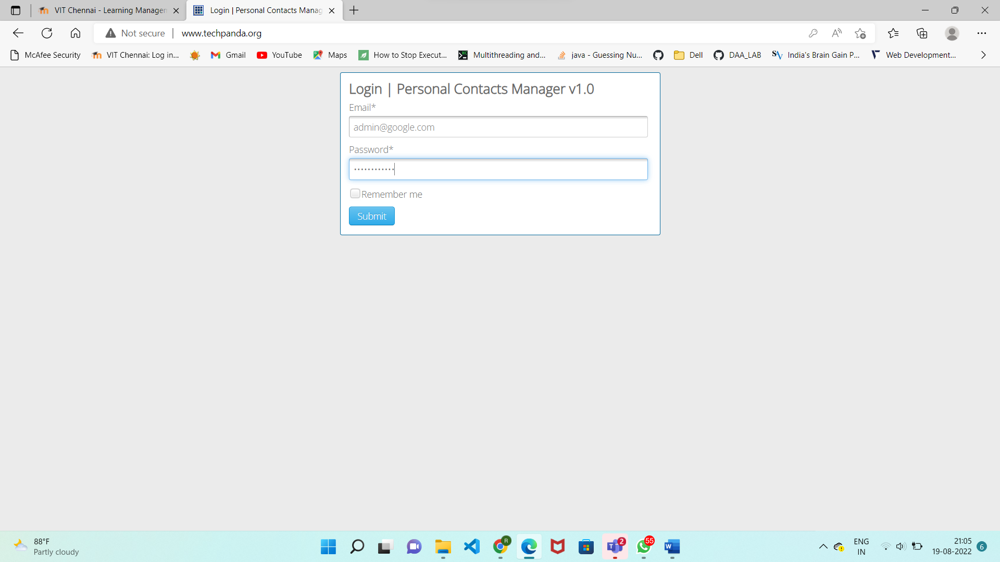 VIT Chennai - Learning Managen
Login | Personal Contacts Manag
Not secure
www.techpanda.org
McAfee Security
VIT Chennai: Log in...
Gmail
YouTube
Maps
How to Stop Execut...
Multithreading and...
java - Guessing Nu...
Dell
DAA_LAB
India's Brain Gain P...
Web Development...
Login | Personal Contacts Manager v1.0
Email*
admin@google.com
Password*
............
Remember me
Submit
88°F
Partly cloudy
R
2
55
ENG
IN
21:05
19-08-2022
6